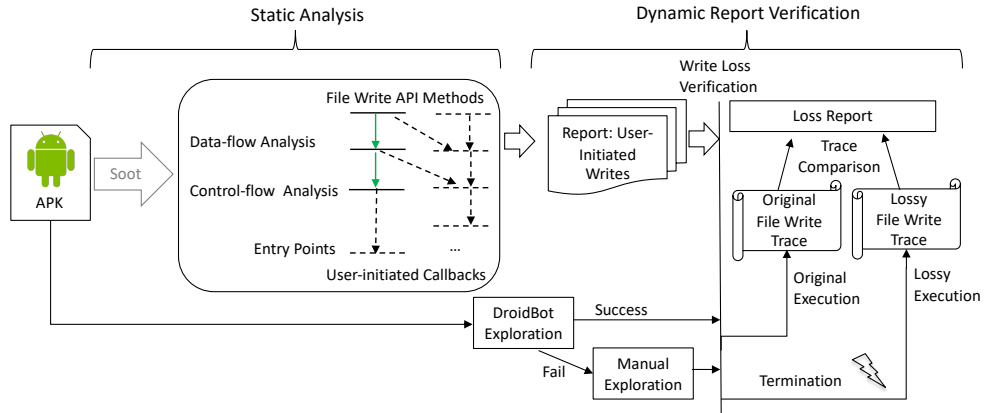 Static Analysis
Dynamic Report Verification
Write Loss
Verification
File Write API Methods
Data-flow Analysis
Control-flow Analysis
Entry Points
...
User-initiated Callbacks
APK
Soot
Report: User-
Initiated
Writes
Loss Report
Trace
Comparison
Original
File Write
Trace
Lossy
File Write
Trace
Original
Execution
Lossy
Execution
DroidBot
Exploration
Success
Fail
Manual
Exploration
Termination